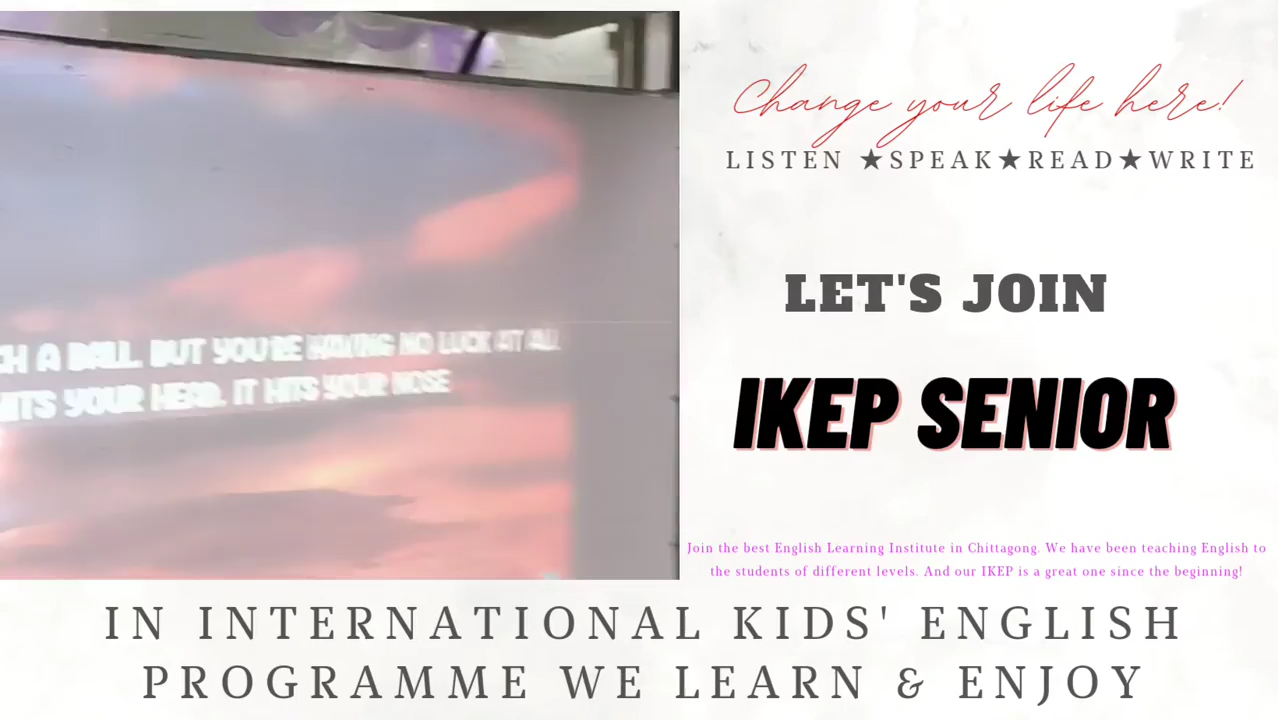 A BALL. BUT YOU'RE HAVING NO LUCK AT ALL
YOUR HEAD. IT HITS YOUR NOSE
Change your life here!
LISTEN ★SPEAK★READ★WRITE
LET'S JOIN
IKEP SENIOR
Join the best English Learning Institute in Chittagong. We have been teaching English to
the students of different levels. And our IKEP is a great one since the beginning!
IN INTERNATIONAL KIDS' ENGLISH
PROGRAMME WE LEARN & ENJOY